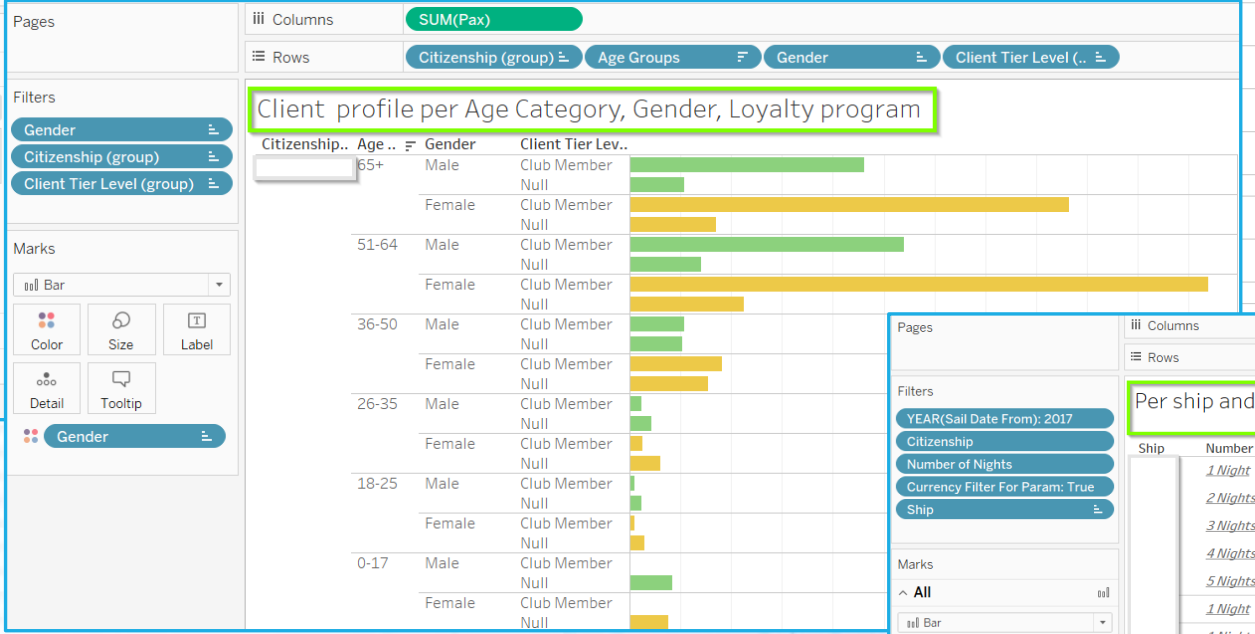 Pages
Columns
SUM(Pax)
Rows
Citizenship (group)
Age Groups
Gender
Client Tier Level (..
Filters
Gender
Citizenship (group)
Client Tier Level (group)
Marks
Bar
Color
Size
Label
Detail
Tooltip
Gender
Client profile per Age Category, Gender, Loyalty program
Citizenship.. Age .. Gender Client Tier Lev..
65+ Male Club Member
Null
Female Club Member
Null
51-64 Male Club Member
Null
Female Club Member
Null
36-50 Male Club Member
Null
Female Club Member
Null
26-35 Male Club Member
Null
Female Club Member
Null
18-25 Male Club Member
Null
Female Club Member
Null
0-17 Male Club Member
Null
Female Club Member
Null
Pages
Columns
Rows
Filters
YEAR(Sail Date From): 2017
Citizenship
Number of Nights
Currency Filter For Param: True
Ship
Marks
All
Bar
Per ship and
Ship Number
1 Night
2 Nights
3 Nights
4 Nights
5 Nights
1 Night